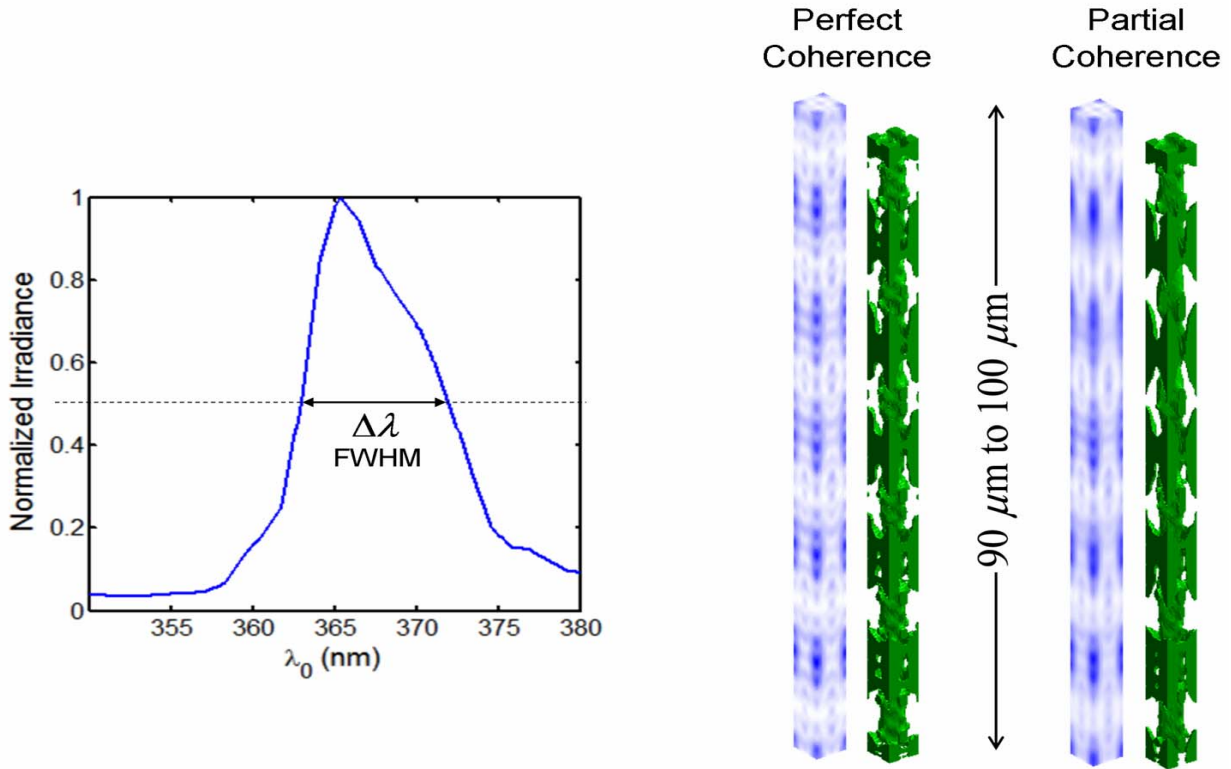 Normalized Irradiance
1
0.8
0.6
0.4
0.2
0
355 360 365 370 375 380
λ₀ (nm)
Δλ
FWHM
Perfect
Coherence
Partial
Coherence
90 μm to 100 μm